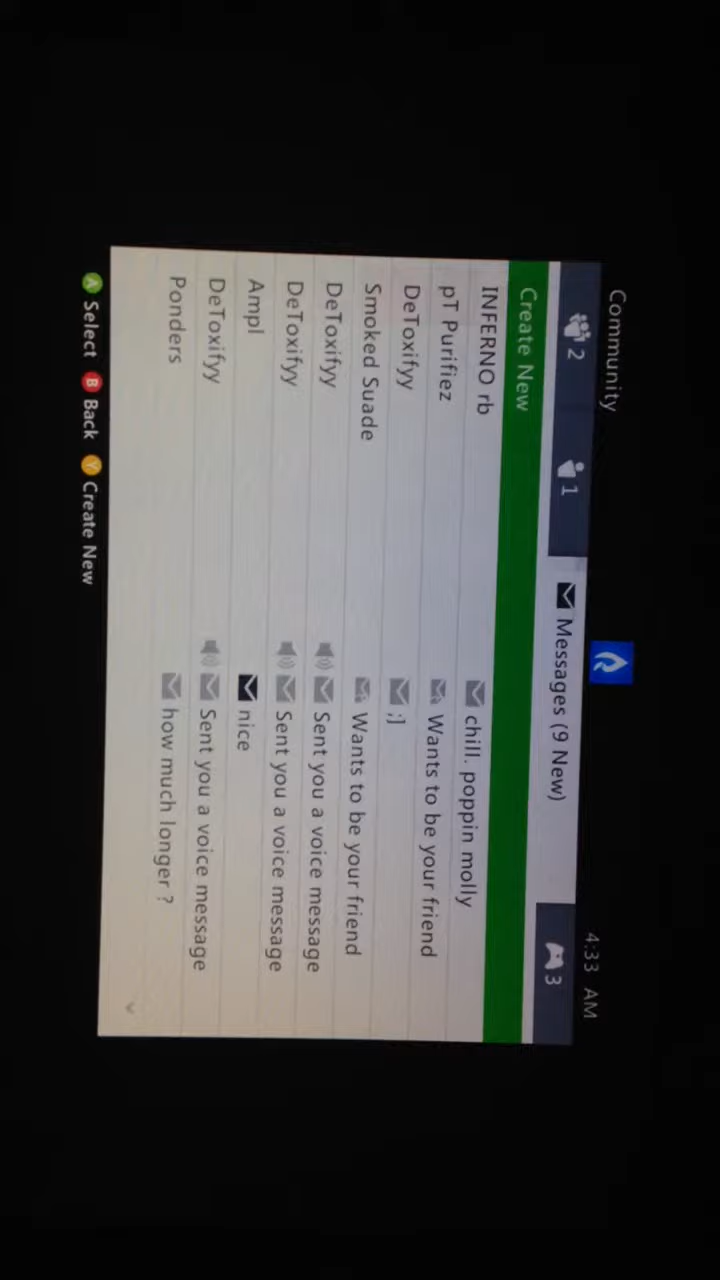 Community
4:33 AM
2
1
Messages (9 New)
3
Create New
INFERNO rb chill. poppin molly
pT Purifiez Wants to be your friend
DeToxifyy ;]
Smoked Suade Wants to be your friend
DeToxifyy Sent you a voice message
DeToxifyy Sent you a voice message
Ampl nice
DeToxifyy Sent you a voice message
Ponders how much longer ?
A Select B Back Y Create New